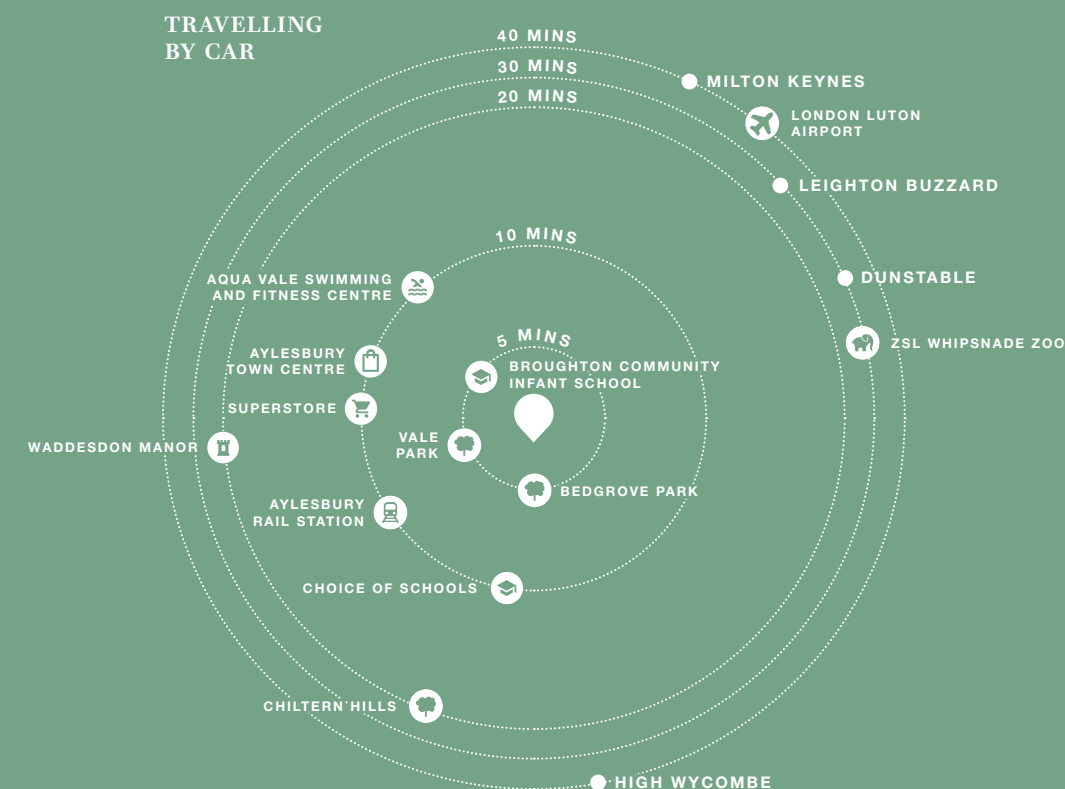 TRAVELLING
BY CAR
40 MINS
30 MINS
20 MINS
MILTON KEYNES
LONDON LUTON
AIRPORT
LEIGHTON BUZZARD
10 MINS
AQUA VALE SWIMMING
AND FITNESS CENTRE
DUNSTABLE
5 MINS
ZSL WHIPSNADE ZOO
AYLESBURY
TOWN CENTRE
BROUGHTON COMMUNITY
INFANT SCHOOL
SUPERSTORE
WADDESDON MANOR
VALE
PARK
BEDGROVE PARK
AYLESBURY
RAIL STATION
CHOICE OF SCHOOLS
CHILTERN HILLS
HIGH WYCOMBE